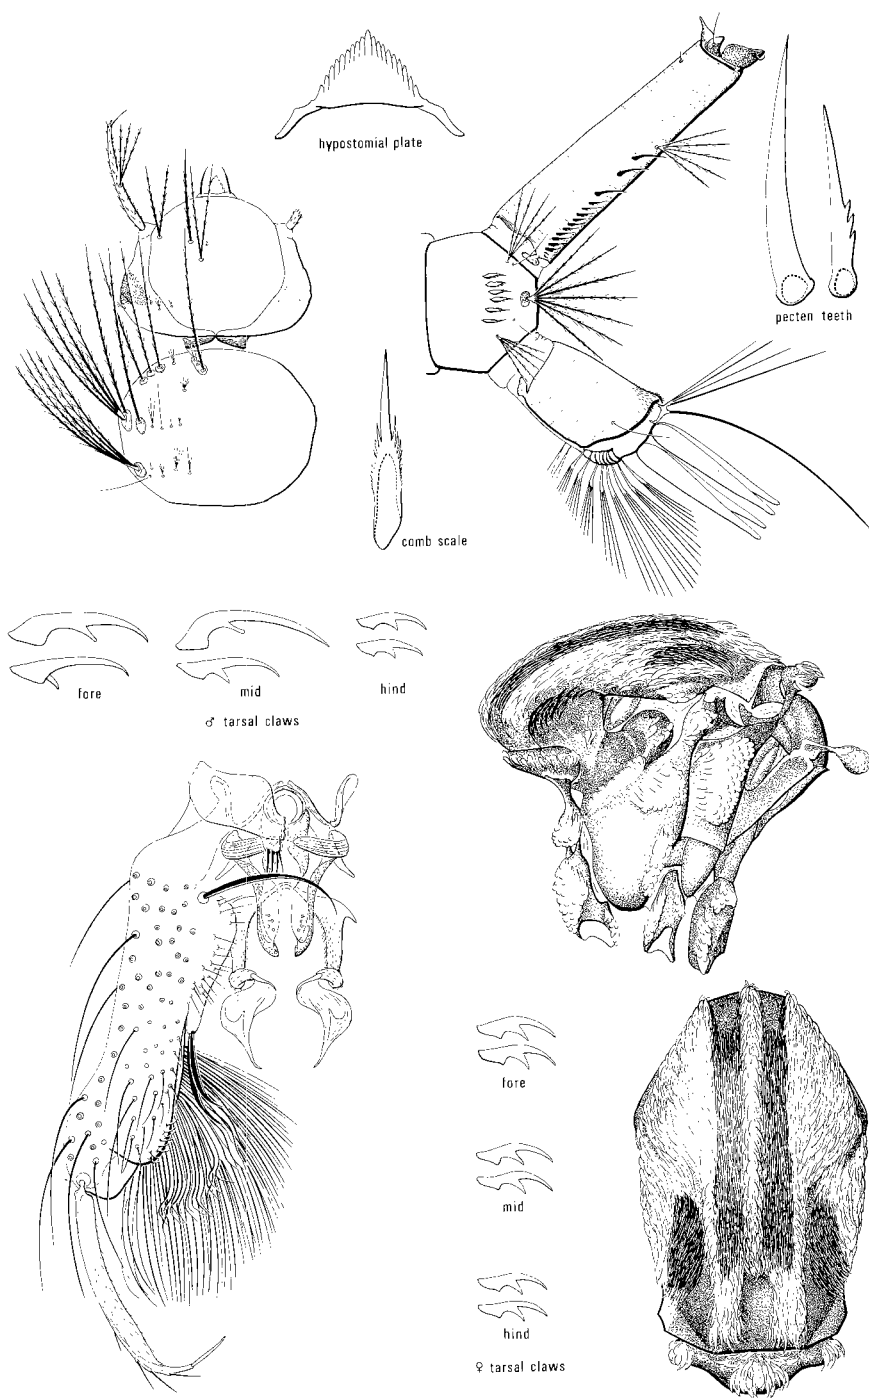 hypostomial plate
pecten teeth
comb scale
fore
mid
hind
♂ tarsal claws
fore
mid
hind
♀ tarsal claws